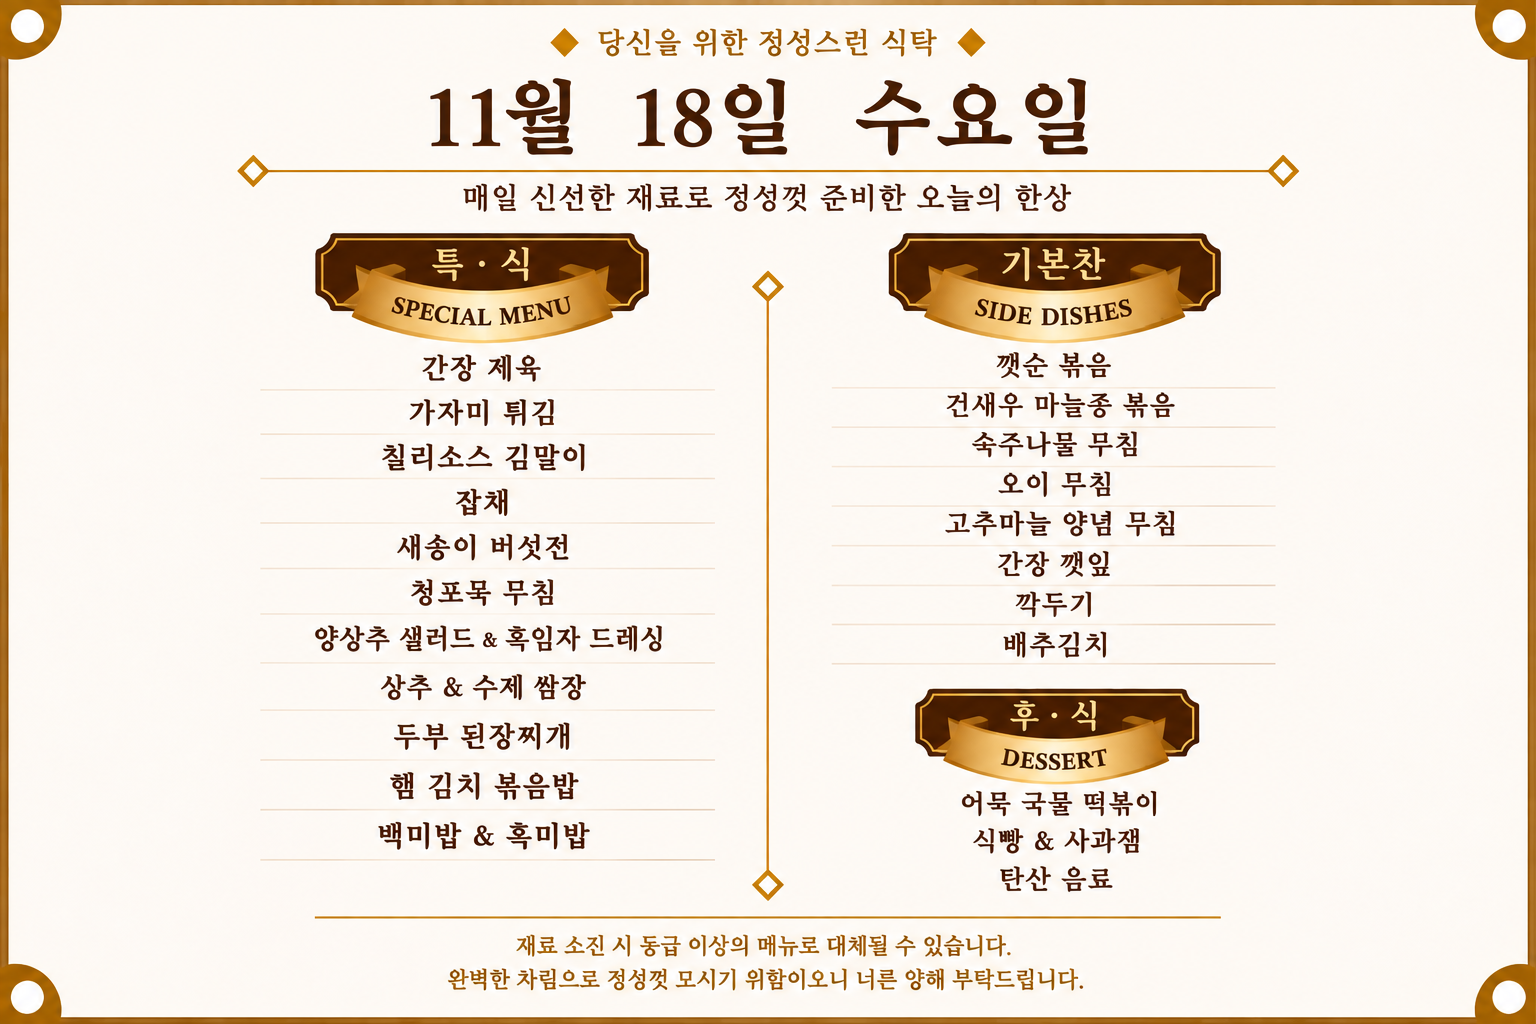 당신을 위한 정성스런 식탁
11월 18일 수요일
매일 신선한 재료로 정성껏 준비한 오늘의 한상
특·식
SPECIAL MENU
간장 제육
가자미 튀김
칠리소스 김말이
잡채
새송이 버섯전
청포묵 무침
양상추 샐러드 & 흑임자 드레싱
상추 & 수제 쌈장
두부 된장찌개
햄 김치 볶음밥
백미밥 & 흑미밥
기본찬
SIDE DISHES
깻순 볶음
건새우 마늘종 볶음
숙주나물 무침
오이 무침
고추마늘 양념 무침
간장 깻잎
깍두기
배추김치
후·식
DESSERT
어묵 국물 떡볶이
식빵 & 사과잼
탄산 음료
재료 소진 시 동급 이상의 메뉴로 대체될 수 있습니다.
완벽한 차림으로 정성껏 모시기 위함이오니 너른 양해 부탁드립니다.